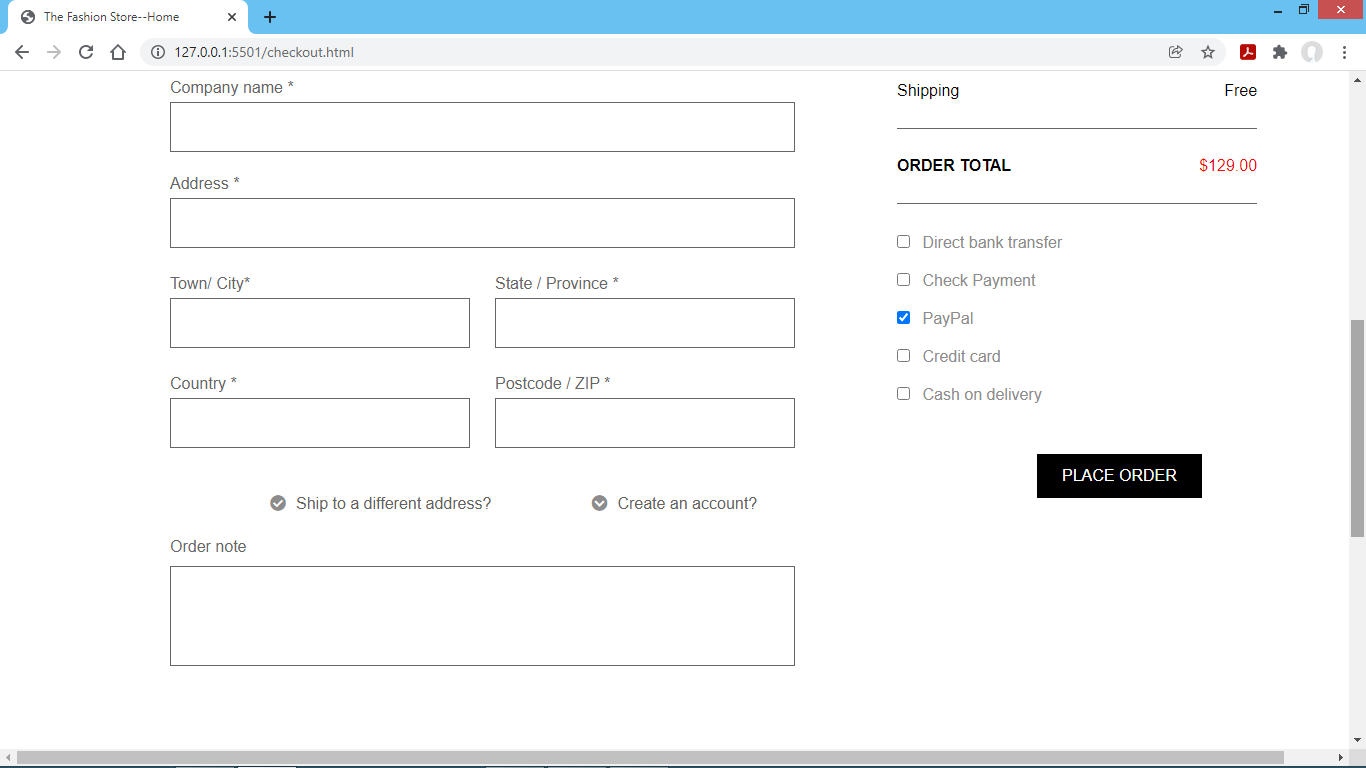 The Fashion Store--Home
127.0.0.1:5501/checkout.html
Company name *
Address *
Town/ City*
State / Province *
Country *
Postcode / ZIP *
Ship to a different address?
Create an account?
Order note
Shipping
Free
ORDER TOTAL
$129.00
Direct bank transfer
Check Payment
PayPal
Credit card
Cash on delivery
PLACE ORDER